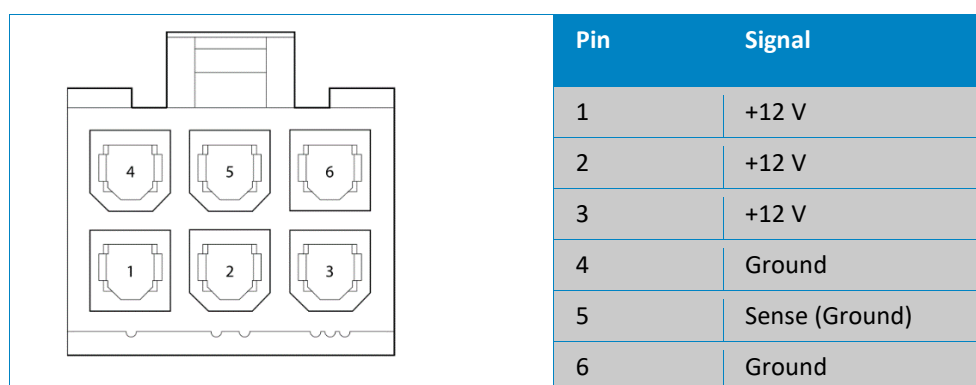 4 5 6
1 2 3
Pin Signal
1 +12 V
2 +12 V
3 +12 V
4 Ground
5 Sense (Ground)
6 Ground